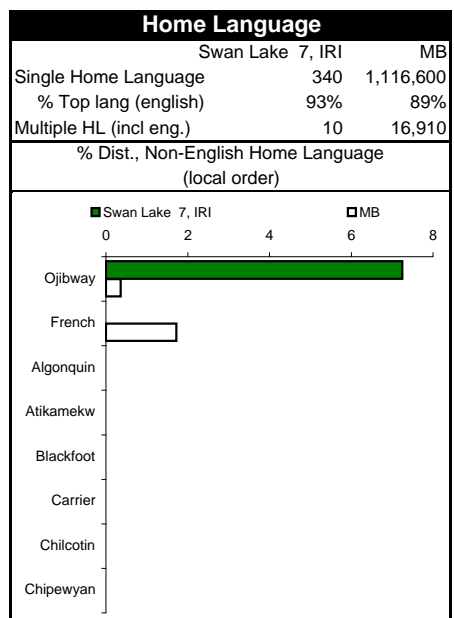 Home Language
Swan Lake  7, IRI MB
Single Home Language 340 1,116,600
% Top lang (english) 93% 89%
Multiple HL (incl eng.) 10 16,910
% Dist., Non-English Home Language
(local order)
Swan Lake  7, IRI MB
0 2 4 6 8
Ojibway
French
Algonquin
Atikamekw
Blackfoot
Carrier
Chilcotin
Chipewyan